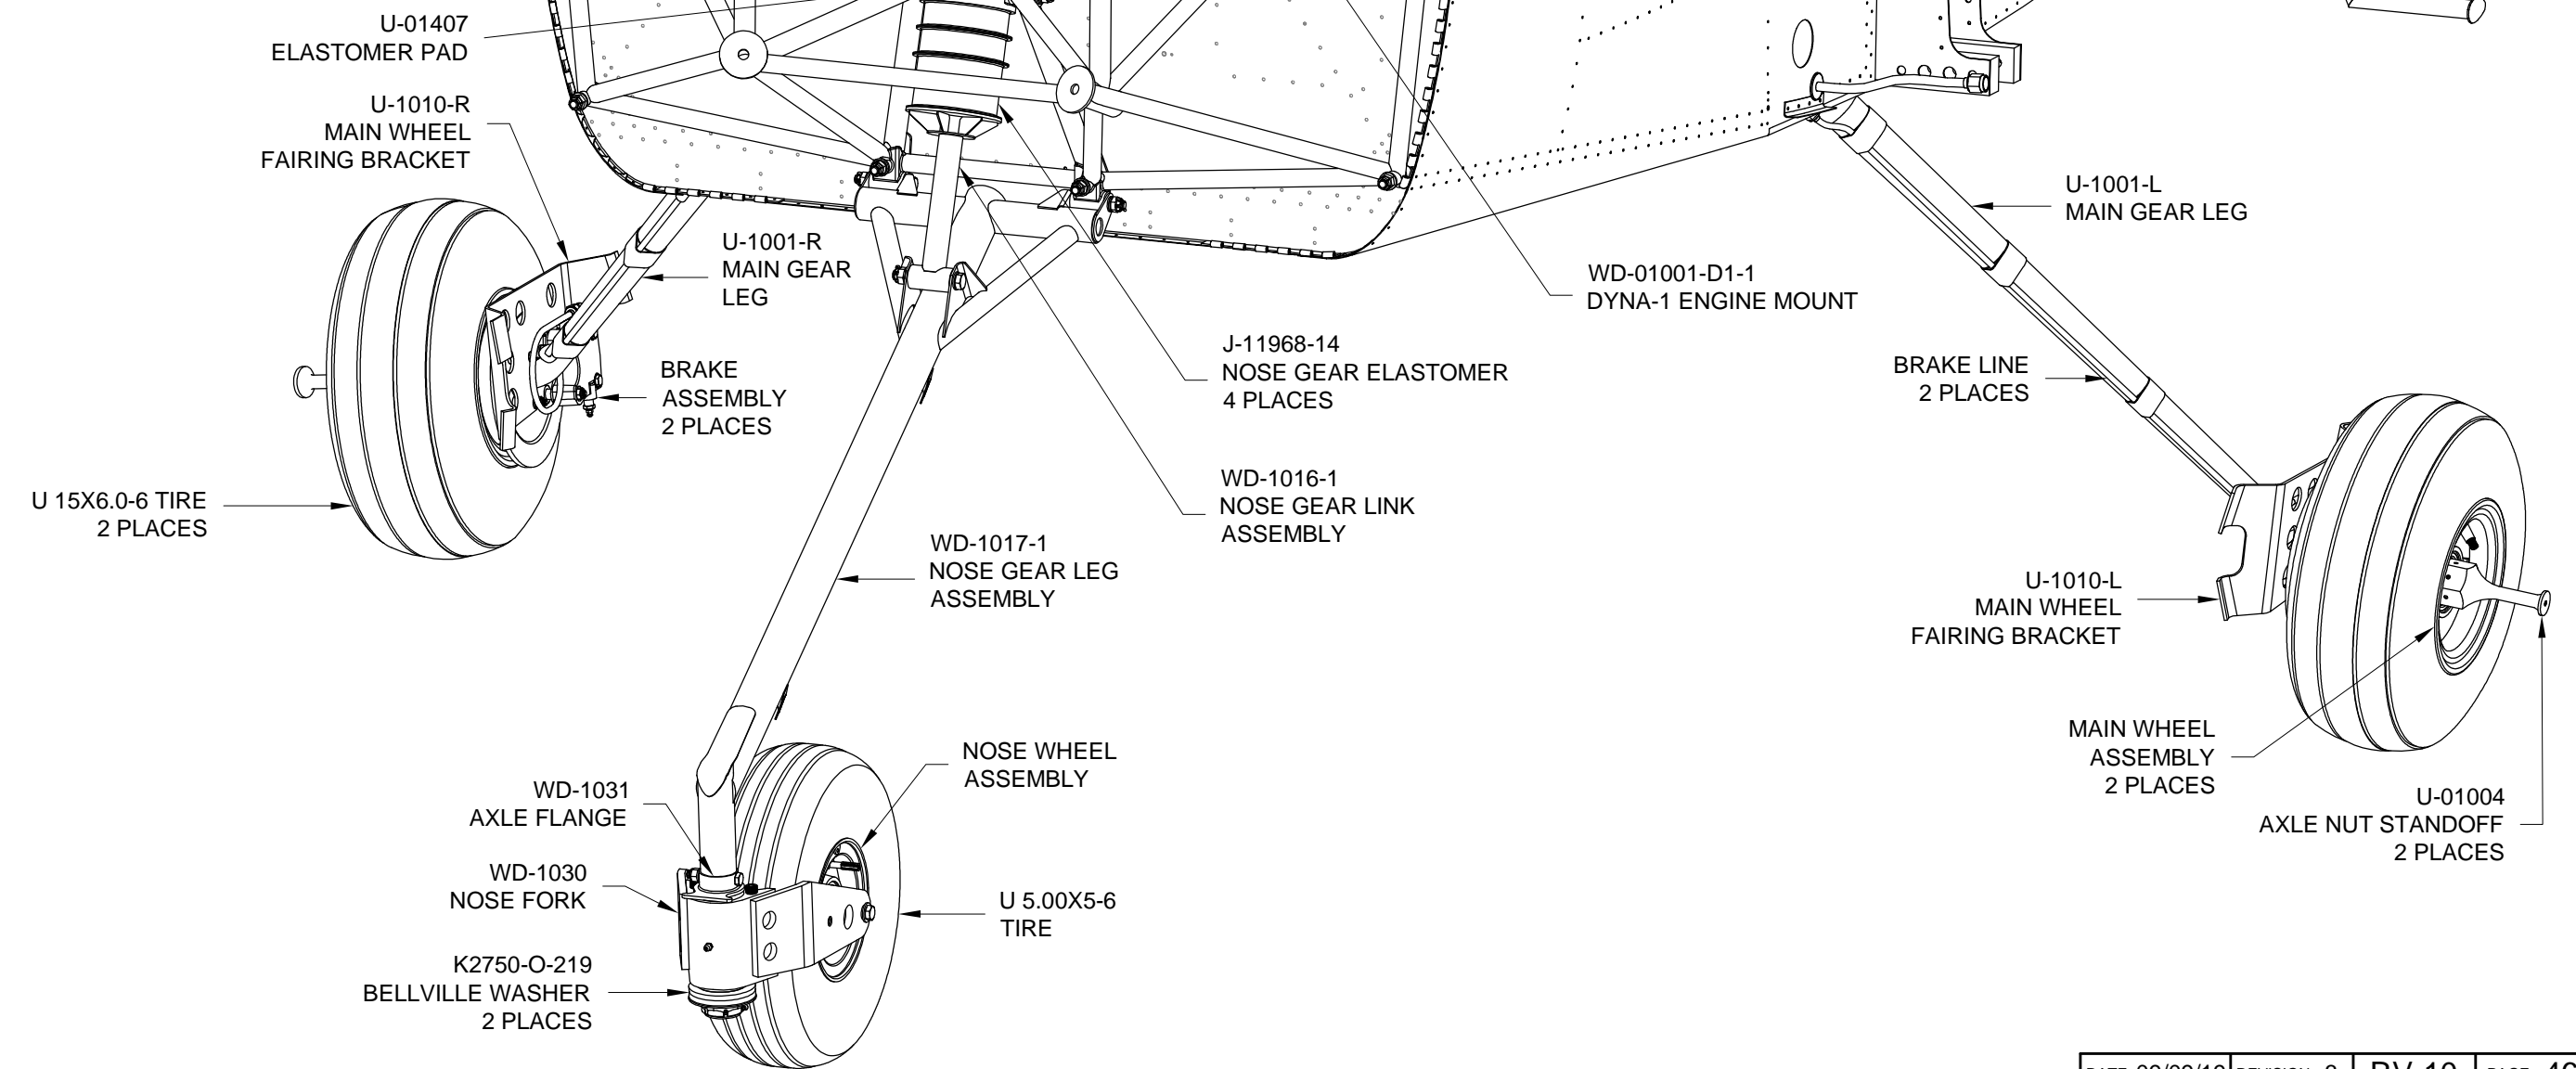 U-01407
ELASTOMER PAD
U-1010-R
MAIN WHEEL
FAIRING BRACKET
U-1001-R
MAIN GEAR
LEG
BRAKE
ASSEMBLY
2 PLACES
U 15X6.0-6 TIRE
2 PLACES
WD-1017-1
NOSE GEAR LEG
ASSEMBLY
J-11968-14
NOSE GEAR ELASTOMER
4 PLACES
WD-1016-1
NOSE GEAR LINK
ASSEMBLY
WD-01001-D1-1
DYNA-1 ENGINE MOUNT
U-1001-L
MAIN GEAR LEG
BRAKE LINE
2 PLACES
U-1010-L
MAIN WHEEL
FAIRING BRACKET
MAIN WHEEL
ASSEMBLY
2 PLACES
U-01004
AXLE NUT STANDOFF
2 PLACES
NOSE WHEEL
ASSEMBLY
WD-1031
AXLE FLANGE
WD-1030
NOSE FORK
U 5.00X5-6
TIRE
K2750-O-219
BELLVILLE WASHER
2 PLACES